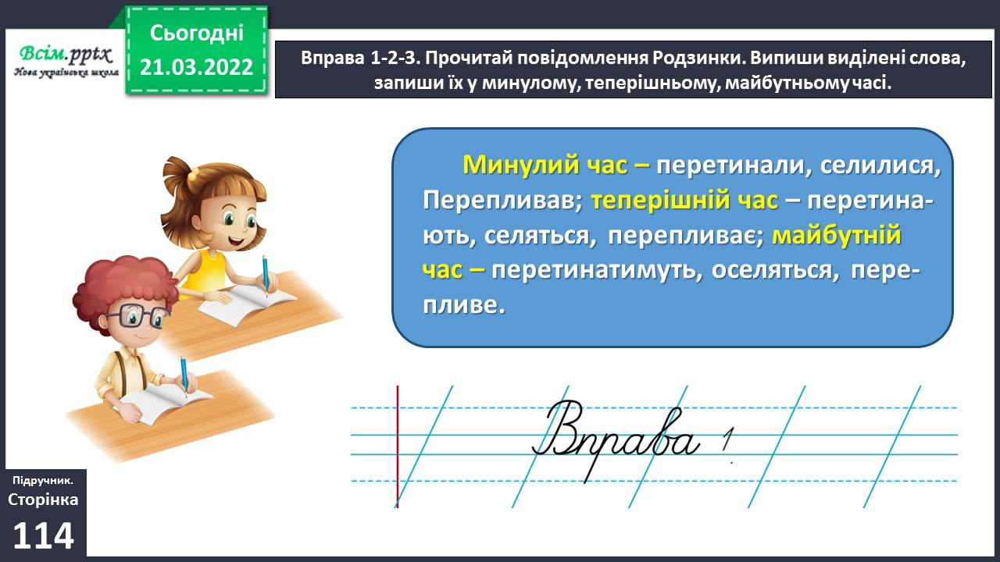 Всім.pptx
Нова українська школа
Сьогодні
21.03.2022
Вправа 1-2-3. Прочитай повідомлення Родзинки. Випиши виділені слова,
запиши їх у минулому, теперішньому, майбутньому часі.
Минулий час – перетинали, селилися,
Перепливав; теперішній час – перетина-
ють, селяться, перепливає; майбутній
час – перетинатимуть, оселяться, пере-
пливе.
Вправа 1.
Підручник.
Сторінка
114